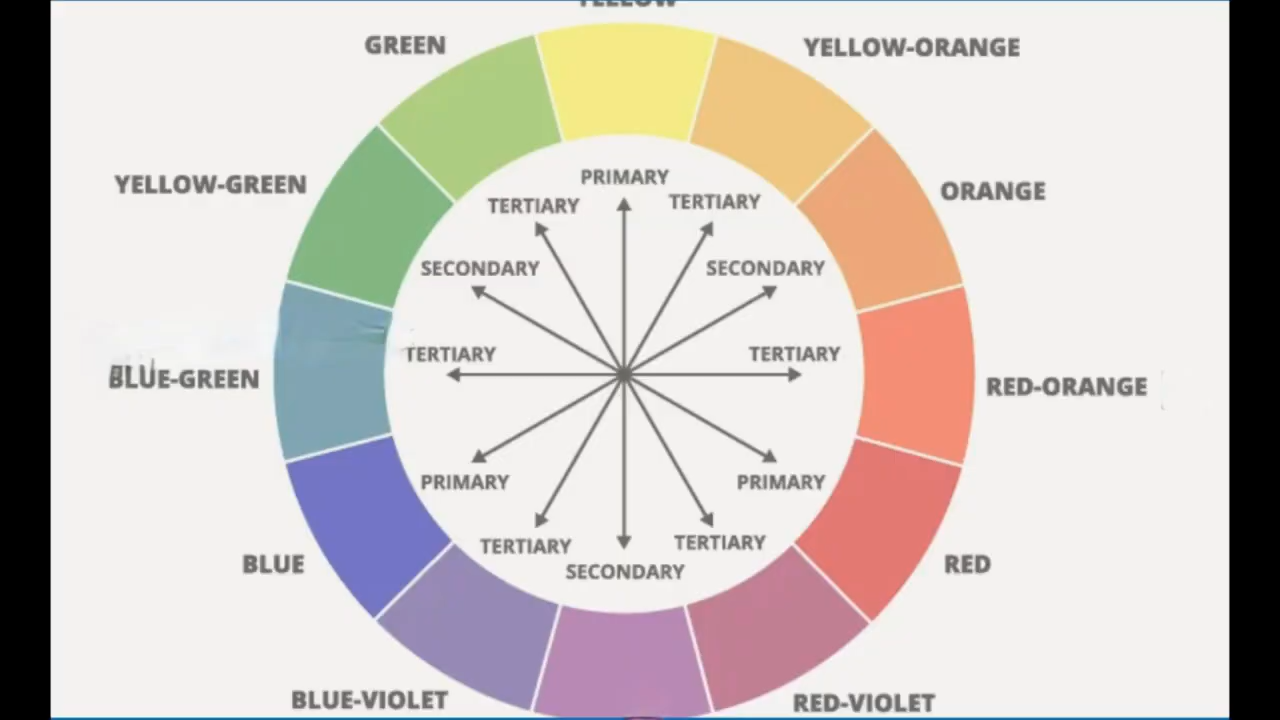 YELLOW
GREEN
YELLOW-ORANGE
PRIMARY
TERTIARY
TERTIARY
YELLOW-GREEN
ORANGE
SECONDARY
SECONDARY
TERTIARY
TERTIARY
BLUE-GREEN
RED-ORANGE
PRIMARY
PRIMARY
TERTIARY
TERTIARY
SECONDARY
BLUE
RED
BLUE-VIOLET
RED-VIOLET